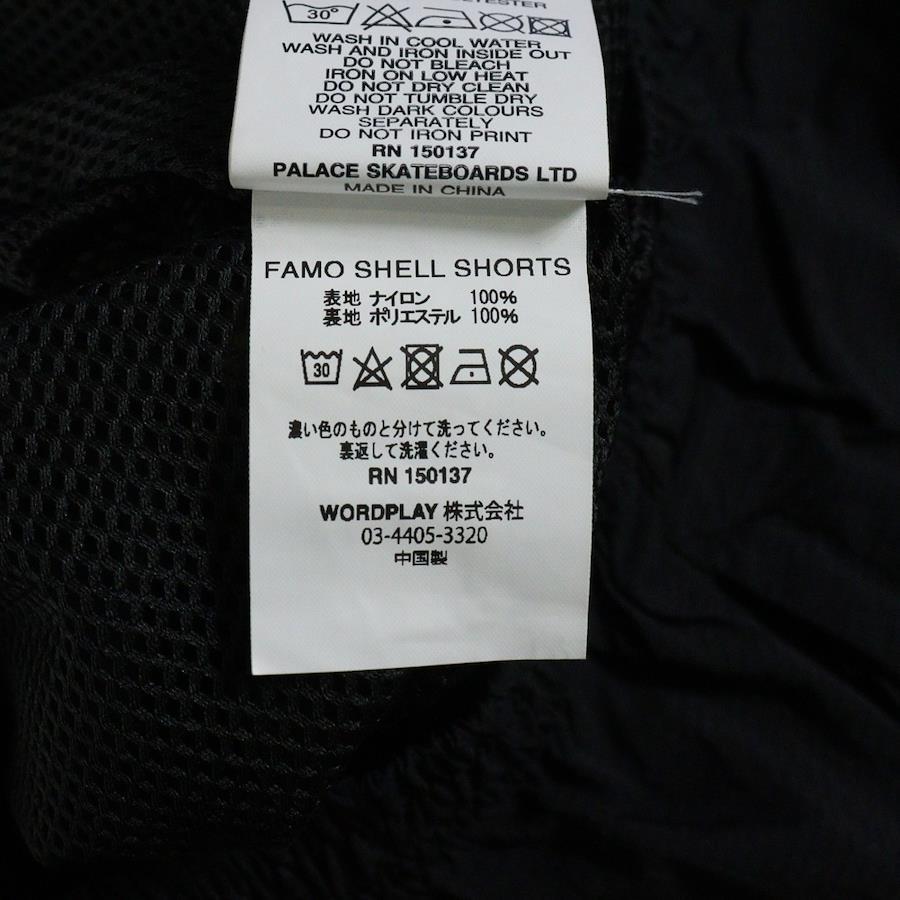 30°
WASH IN COOL WATER
WASH AND IRON INSIDE OUT
DO NOT BLEACH
IRON ON LOW HEAT
DO NOT DRY CLEAN
DO NOT TUMBLE DRY
WASH DARK COLOURS
SEPARATELY
DO NOT IRON PRINT
RN 150137
PALACE SKATEBOARDS LTD
MADE IN CHINA
FAMO SHELL SHORTS
表地 ナイロン 100%
裏地 ポリエステル 100%
30
濃い色のものと分けて洗ってください。
裏返して洗濯ください。
RN 150137
WORDPLAY 株式会社
03-4405-3320
中国製